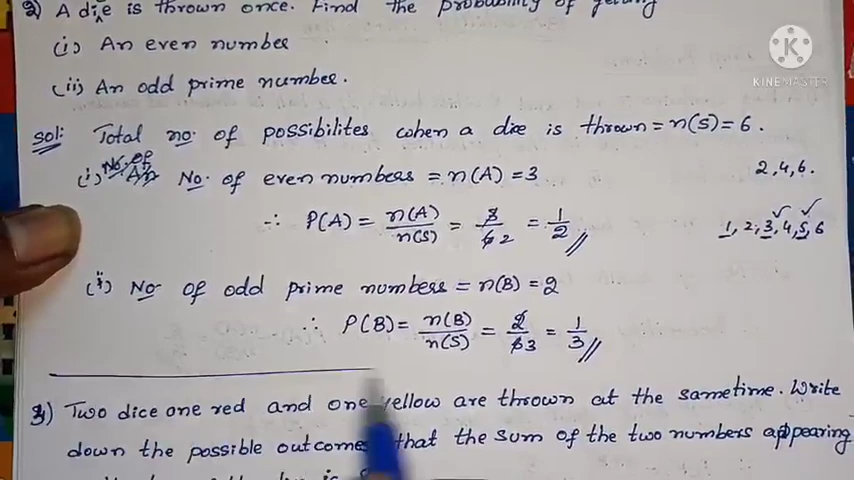 2) A die is thrown once. Find the probability of getting
(i) An even number
(ii) An odd prime number.
K
KINEMASTER
Sol: Total no. of possibilites when a dice is thrown = n(S) = 6.
(i) No. of even numbers = n(A) = 3 2, 4, 6.
∴ P(A) = n(A)/n(S) = 3/6 2 = 1/2 // 1, 2, 3, 4, 5, 6
(ii) No of odd prime numbers = n(B) = 2
∴ P(B) = n(B)/n(S) = 2/6 3 = 1/3 //
3) Two dice one red and one yellow are thrown at the sametime. Write
down the possible outcomes that the sum of the two numbers appearing